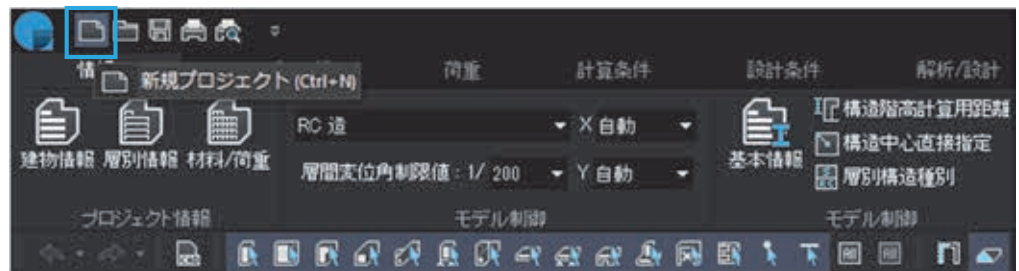 新規プロジェクト (Ctrl+N)
情
荷重
計算条件
設計条件
解析/設計
建物情報
層別情報
材料/荷重
プロジェクト情報
RC 造
X 自動
層間変位角制限値 : 1/ 200
Y 自動
モデル制御
基本情報
構造階高計算用距離
構造中心直接指定
層別構造種別
モデル制御